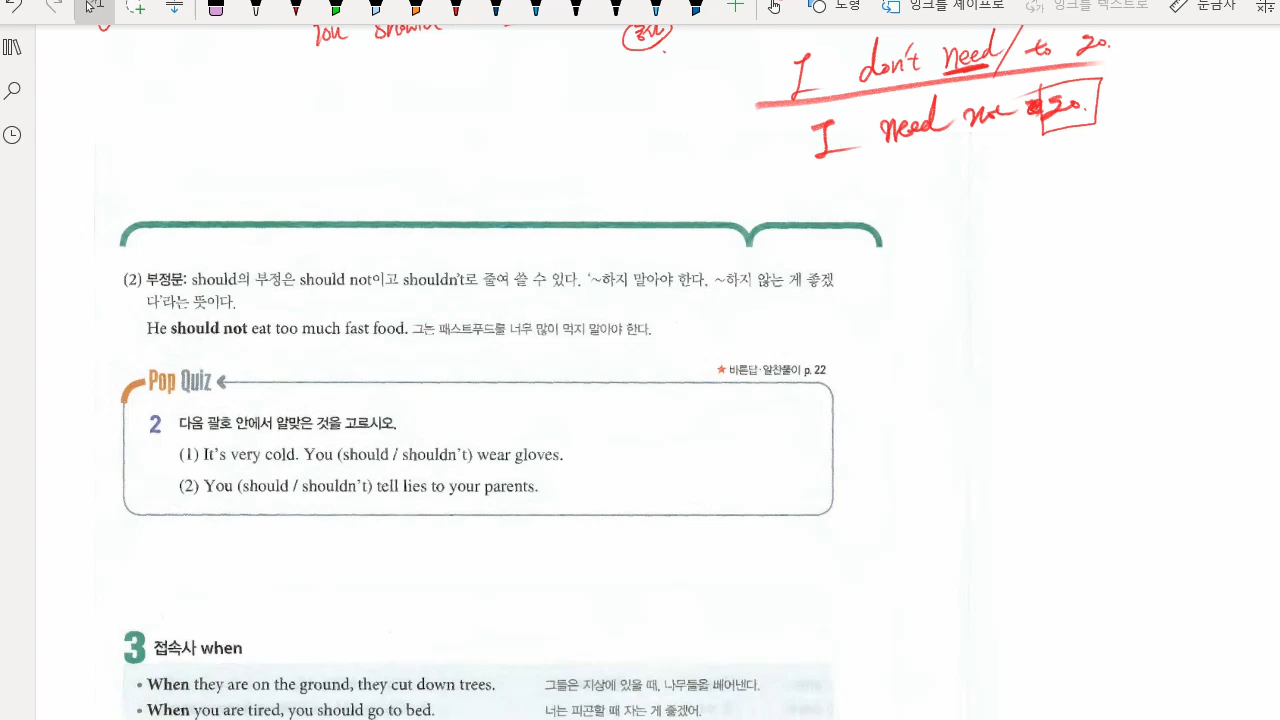 도형
잉크를 셰이프로
잉크를 텍스트로
눈금자
You
I don't need / to go.
I need not go.
(2) 부정문: should의 부정은 should not이고 shouldn't로 줄여 쓸 수 있다. '~하지 말아야 한다, ~하지 않는 게 좋겠
다'라는 뜻이다.
He should not eat too much fast food. 그는 패스트푸드를 너무 많이 먹지 말아야 한다.
Pop Quiz
★ 바른답·알찬풀이 p. 22
2 다음 괄호 안에서 알맞은 것을 고르시오.
(1) It's very cold. You (should / shouldn't) wear gloves.
(2) You (should / shouldn't) tell lies to your parents.
3 접속사 when
• When they are on the ground, they cut down trees. 그들은 지상에 있을 때, 나무들을 베어낸다.
• When you are tired, you should go to bed. 너는 피곤할 때 자는 게 좋겠어.